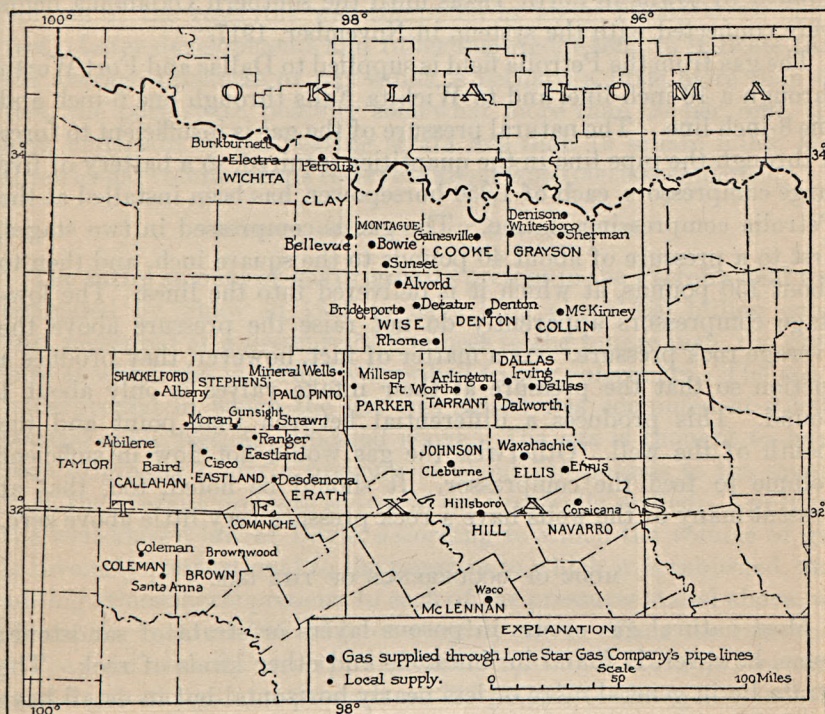 100° 98° 96°
O K L A H O M A
Burkburnett
34° Electra Petrolia 34°
WICHITA
CLAY
Denison
MONTAGUE Gainesville Whitesboro
Bellevue Bowie Sherman
COOKE GRAYSON
Sunset
Alvord
Decatur Denton
Bridgeport McKinney
WISE DENTON COLLIN
Rhome
DALLAS
Mineral Wells Millsap Arlington Irving
SHACKELFORD STEPHENS
Albany PALO PINTO Ft. Worth Dallas
PARKER TARRANT Dalworth
Gunsight
Moran Strawn
Abilene Ranger JOHNSON Waxahachie
Eastland
TAYLOR Baird Cisco Cleburne ELLIS Ennis
CALLAHAN EASTLAND Desdemona
ERATH Hillsboro Corsicana
32° T E X A S 32°
COMANCHE HILL NAVARRO
Coleman Brownwood
COLEMAN BROWN
Santa Anna
Waco
McLENNAN
EXPLANATION
Gas supplied through Lone Star Gas Company's pipe lines
Scale
Local supply. 0 50 100 Miles
100° 98°